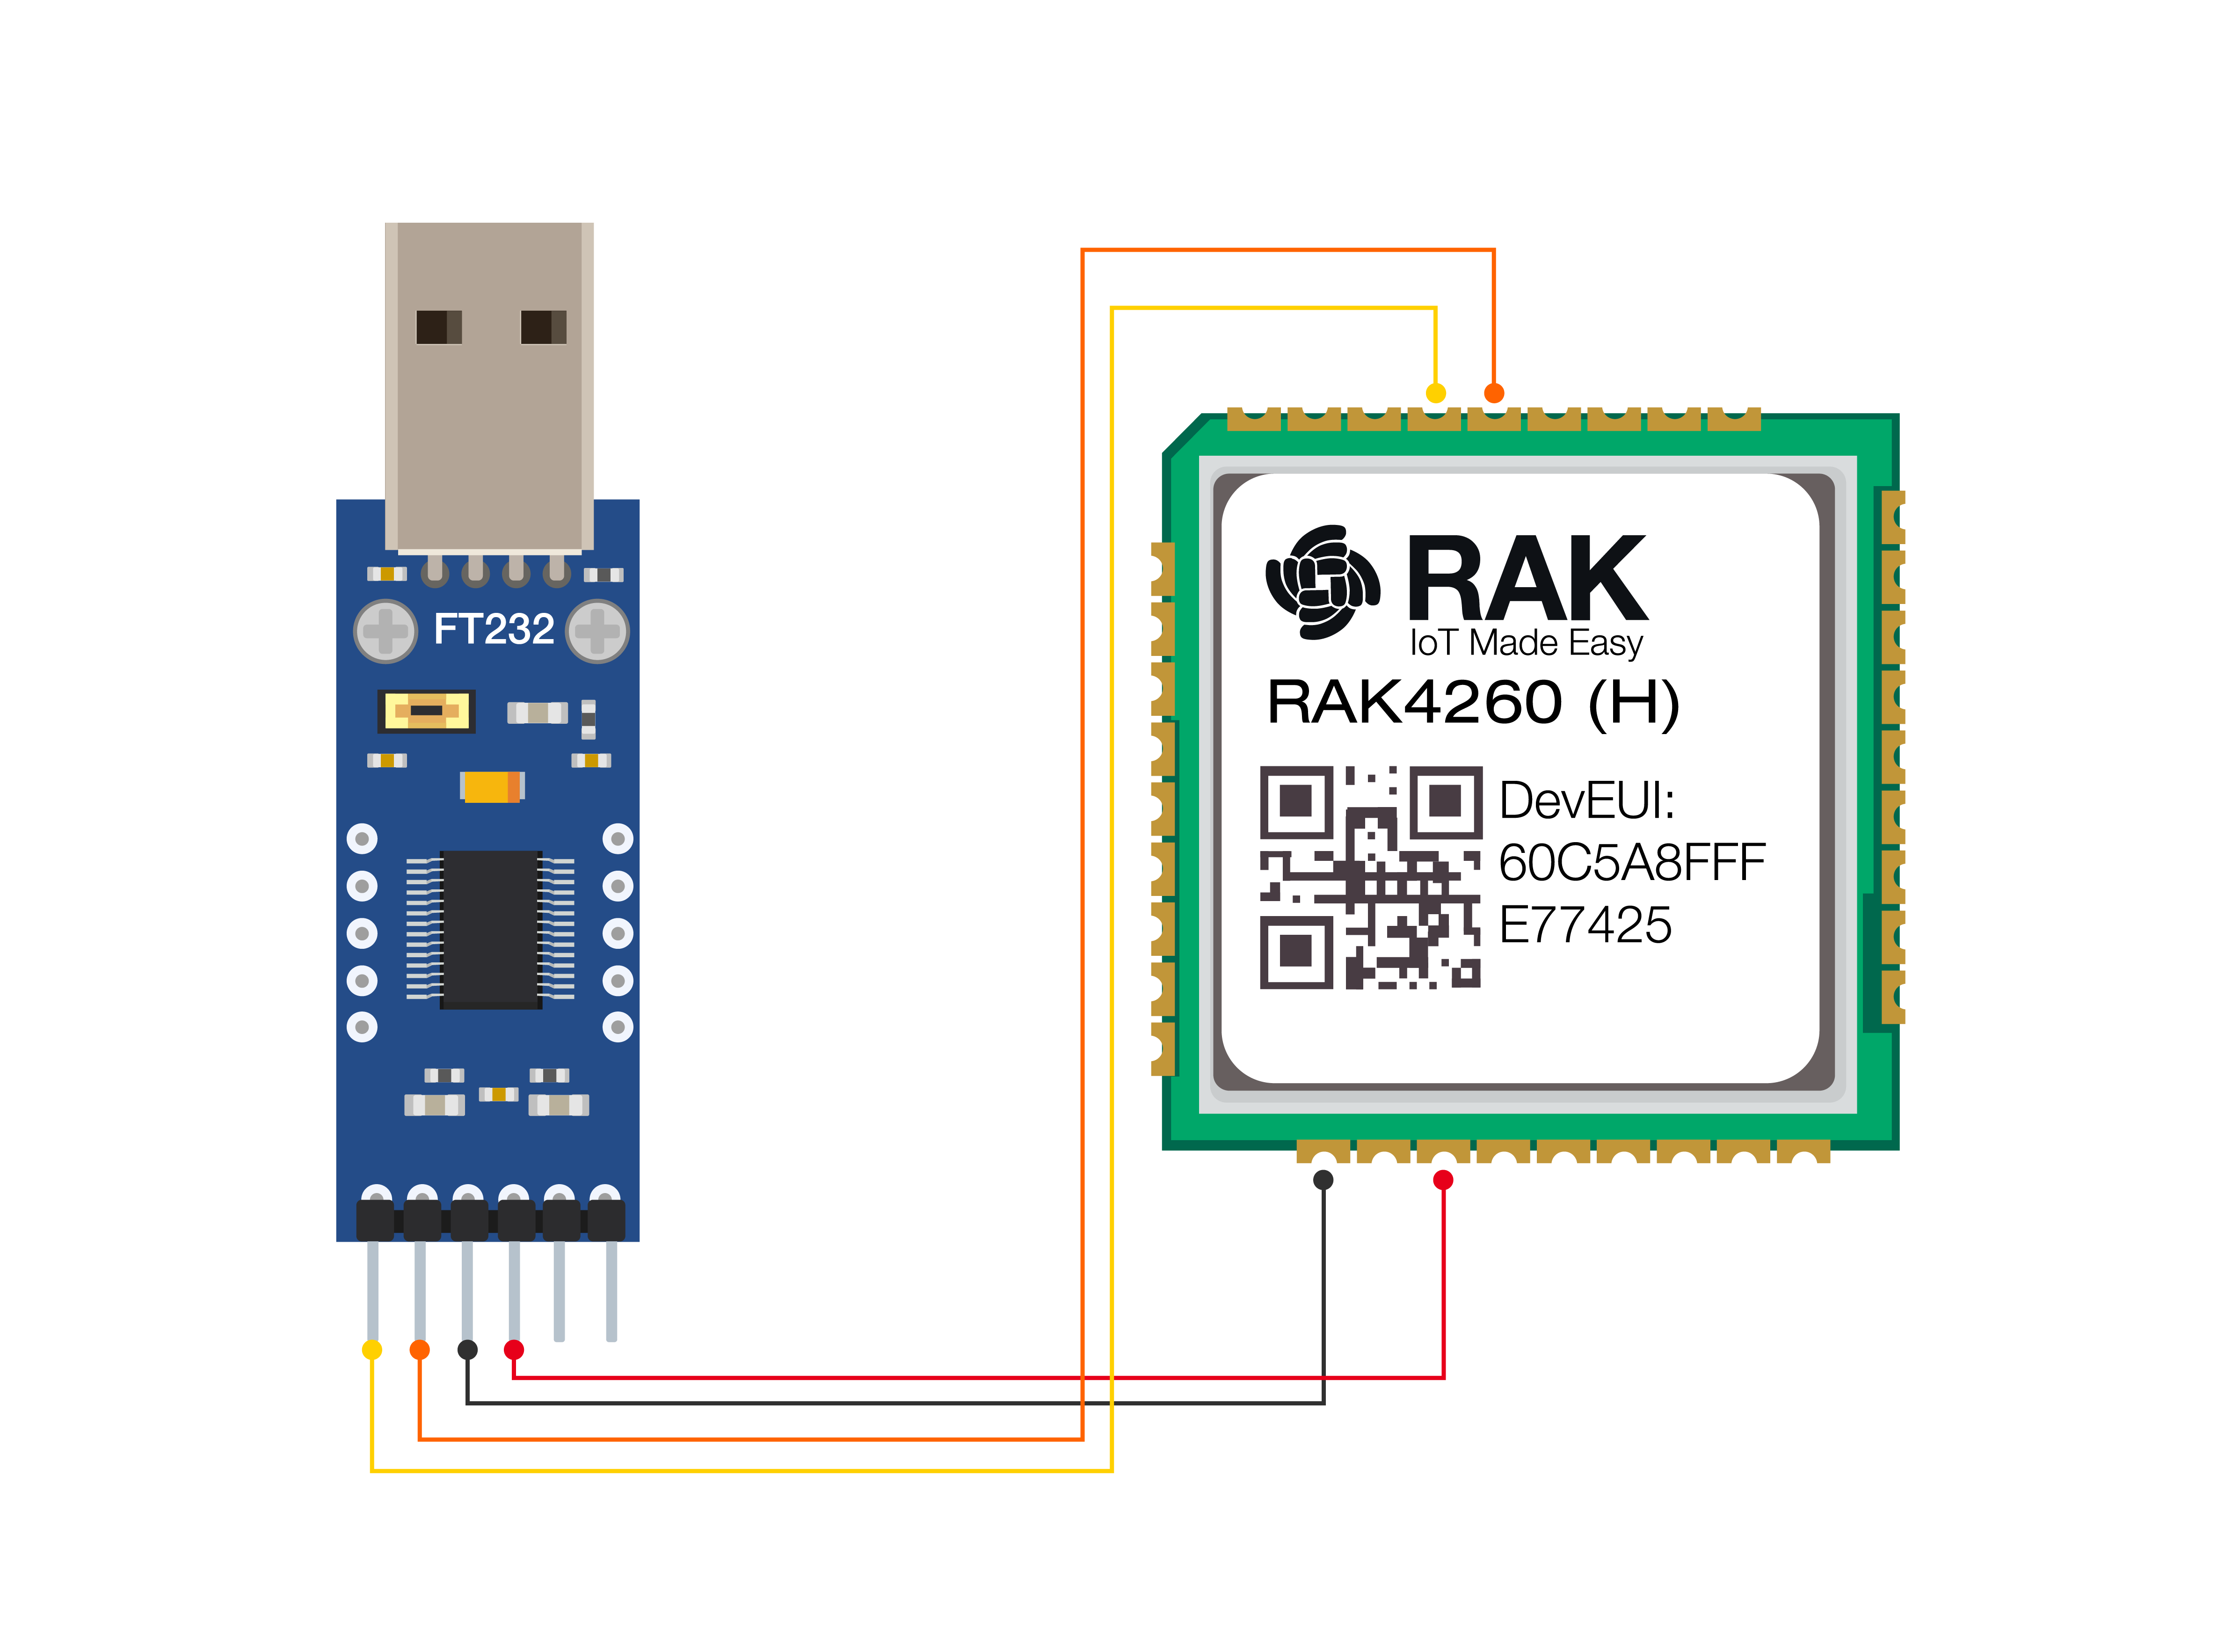 FT232
RAK
IoT Made Easy
RAK4260 (H)
DevEUI:
60C5A8FFF
E77425